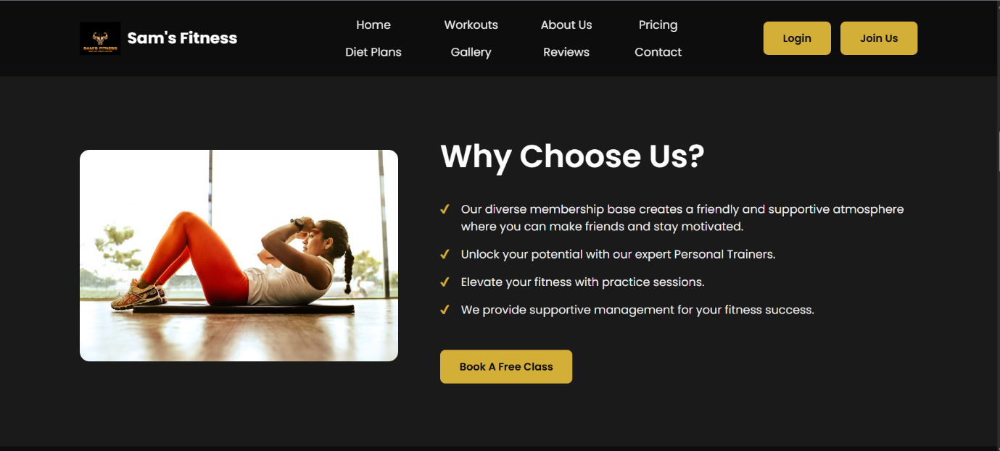 SAM'S FITNESS
Sam's Fitness
Home
Workouts
About Us
Pricing
Diet Plans
Gallery
Reviews
Contact
Login
Join Us
Why Choose Us?
Our diverse membership base creates a friendly and supportive atmosphere
where you can make friends and stay motivated.
Unlock your potential with our expert Personal Trainers.
Elevate your fitness with practice sessions.
We provide supportive management for your fitness success.
Book A Free Class